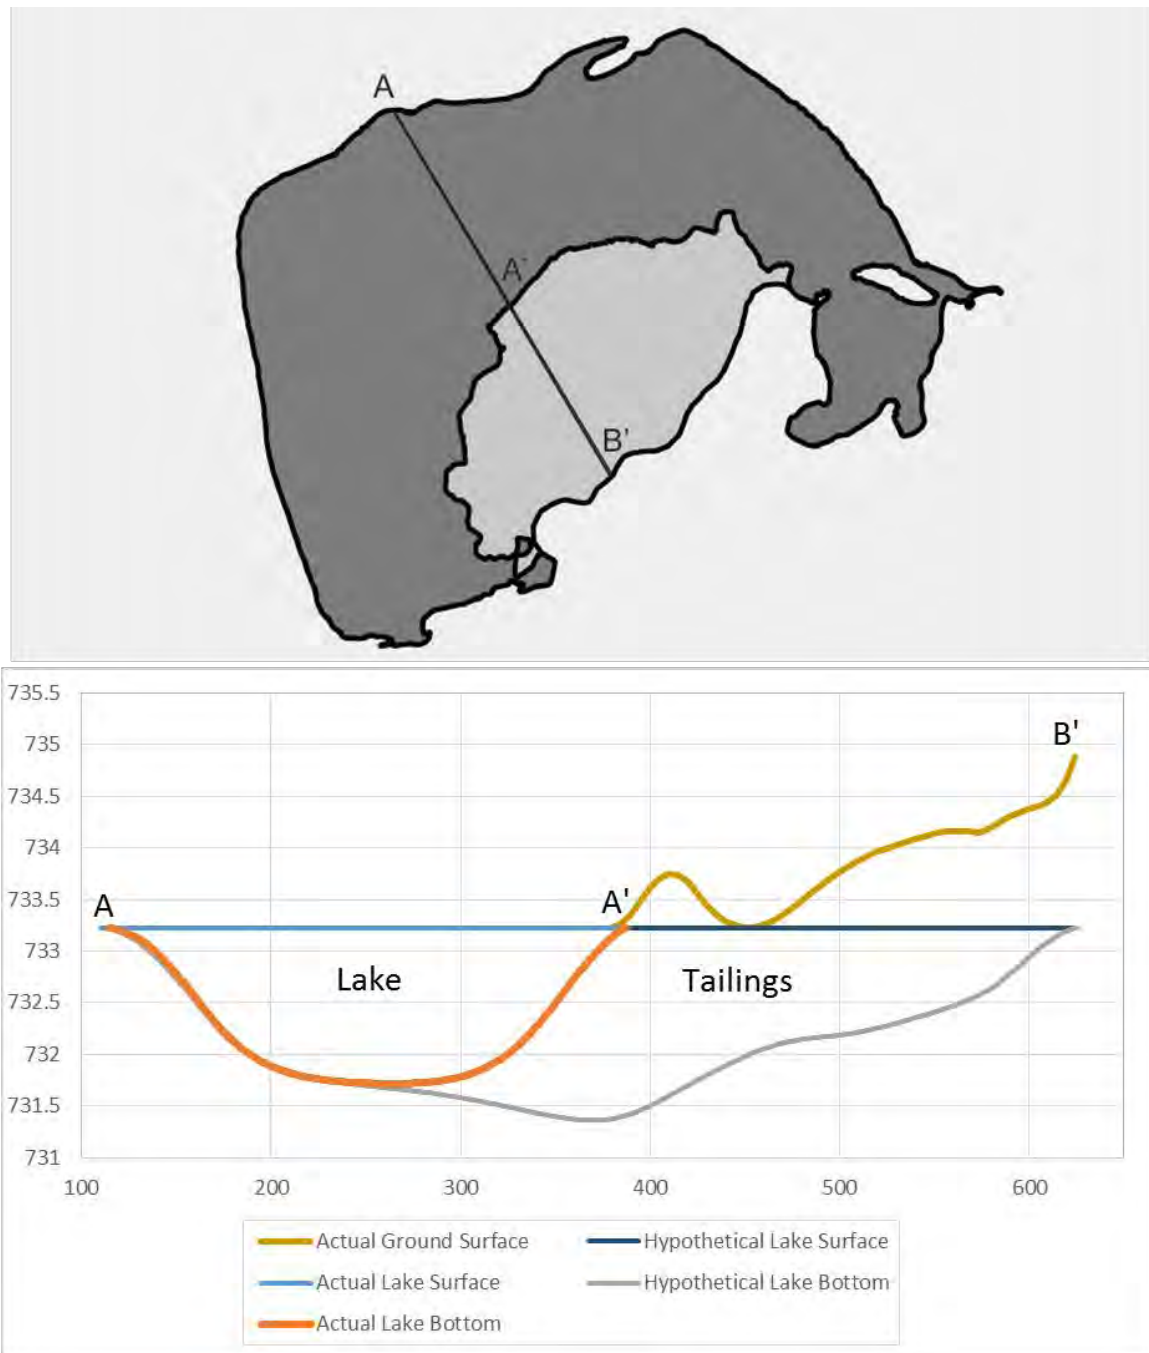 A
A'
B'
735.5
735
B'
734.5
734
733.5
A
A'
733
Lake
Tailings
732.5
732
731.5
731
100
200
300
400
500
600
Actual Ground Surface
Hypothetical Lake Surface
Actual Lake Surface
Hypothetical Lake Bottom
Actual Lake Bottom